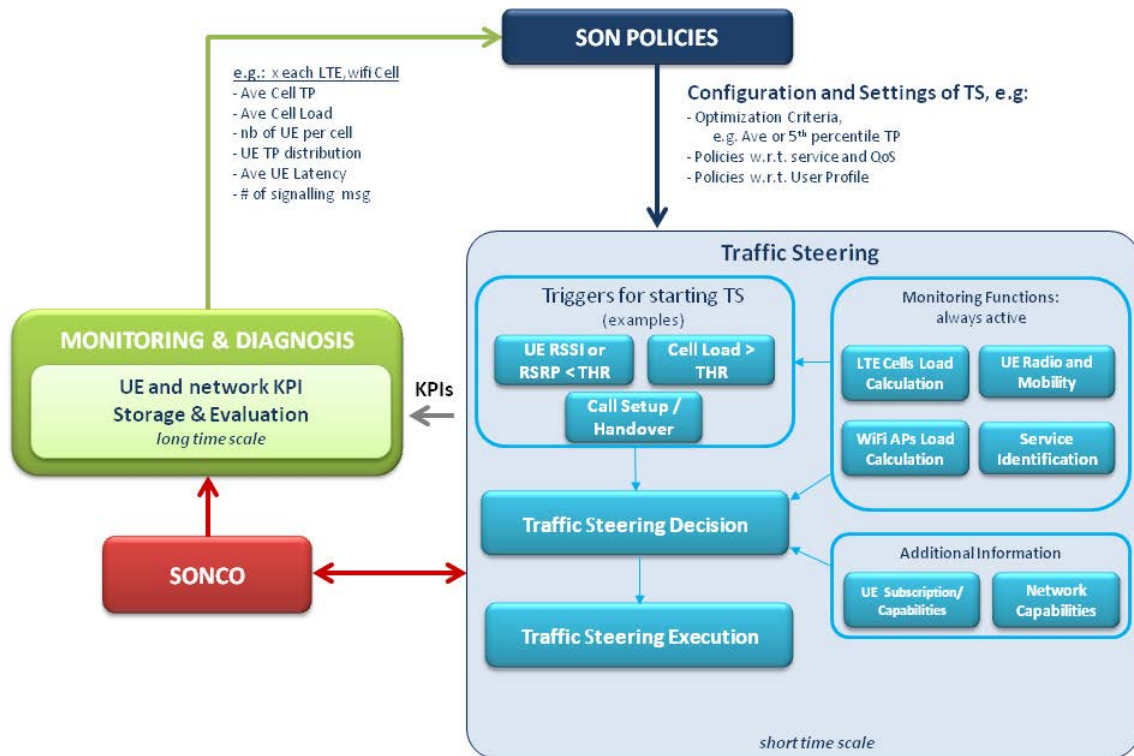 SON POLICIES
e.g.: x each LTE, wifi Cell
- Ave Cell TP
- Ave Cell Load
- nb of UE per cell
- UE TP distribution
- Ave UE Latency
- # of signalling msg
Configuration and Settings of TS, e.g:
- Optimization Criteria,
e.g. Ave or 5th percentile TP
- Policies w.r.t. service and QoS
- Policies w.r.t. User Profile
Traffic Steering
Triggers for starting TS
(examples)
UE RSSI or
RSRP < THR
Cell Load >
THR
Call Setup /
Handover
Monitoring Functions:
always active
LTE Cells Load
Calculation
UE Radio and
Mobility
WiFi APs Load
Calculation
Service
Identification
MONITORING & DIAGNOSIS
UE and network KPI
Storage & Evaluation
long time scale
KPIs
Traffic Steering Decision
SONCO
Additional Information
UE Subscription/
Capabilities
Network
Capabilities
Traffic Steering Execution
short time scale